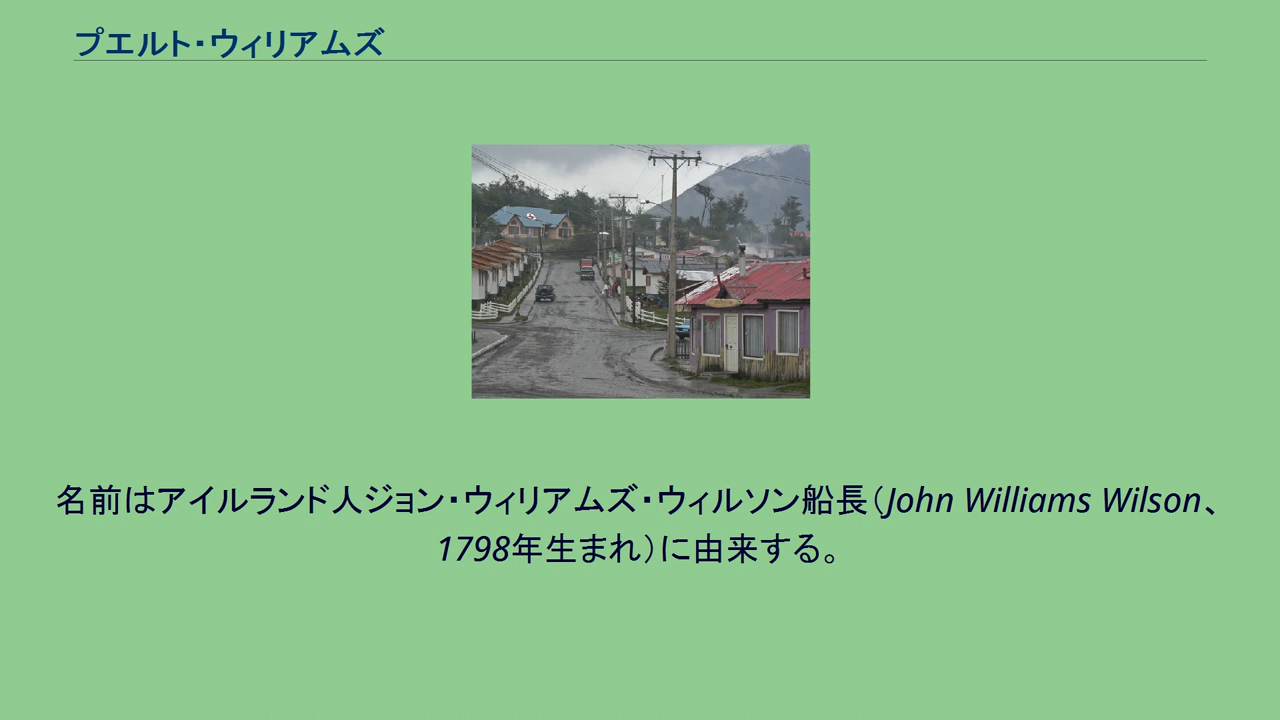 プエルト・ウィリアムズ
名前はアイルランド人ジョン・ウィリアムズ・ウィルソン船長（John Williams Wilson、
1798年生まれ）に由来する。